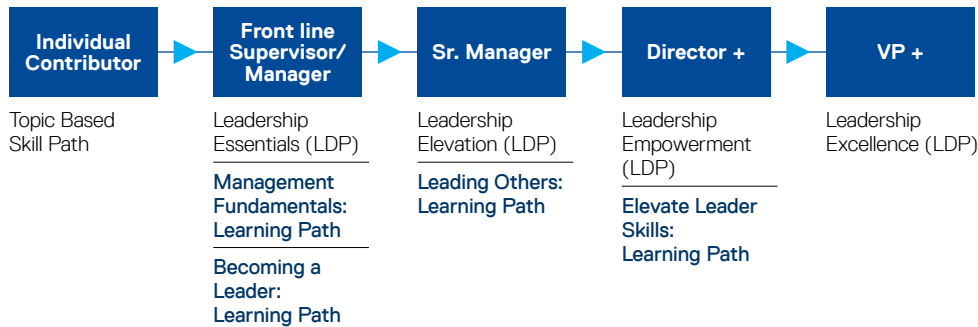 Individual
Contributor
Topic Based
Skill Path
Front line
Supervisor/
Manager
Leadership
Essentials (LDP)
Management
Fundamentals:
Learning Path
Becoming a
Leader:
Learning Path
Sr. Manager
Leadership
Elevation (LDP)
Leading Others:
Learning Path
Director +
Leadership
Empowerment
(LDP)
Elevate Leader
Skills:
Learning Path
VP +
Leadership
Excellence (LDP)